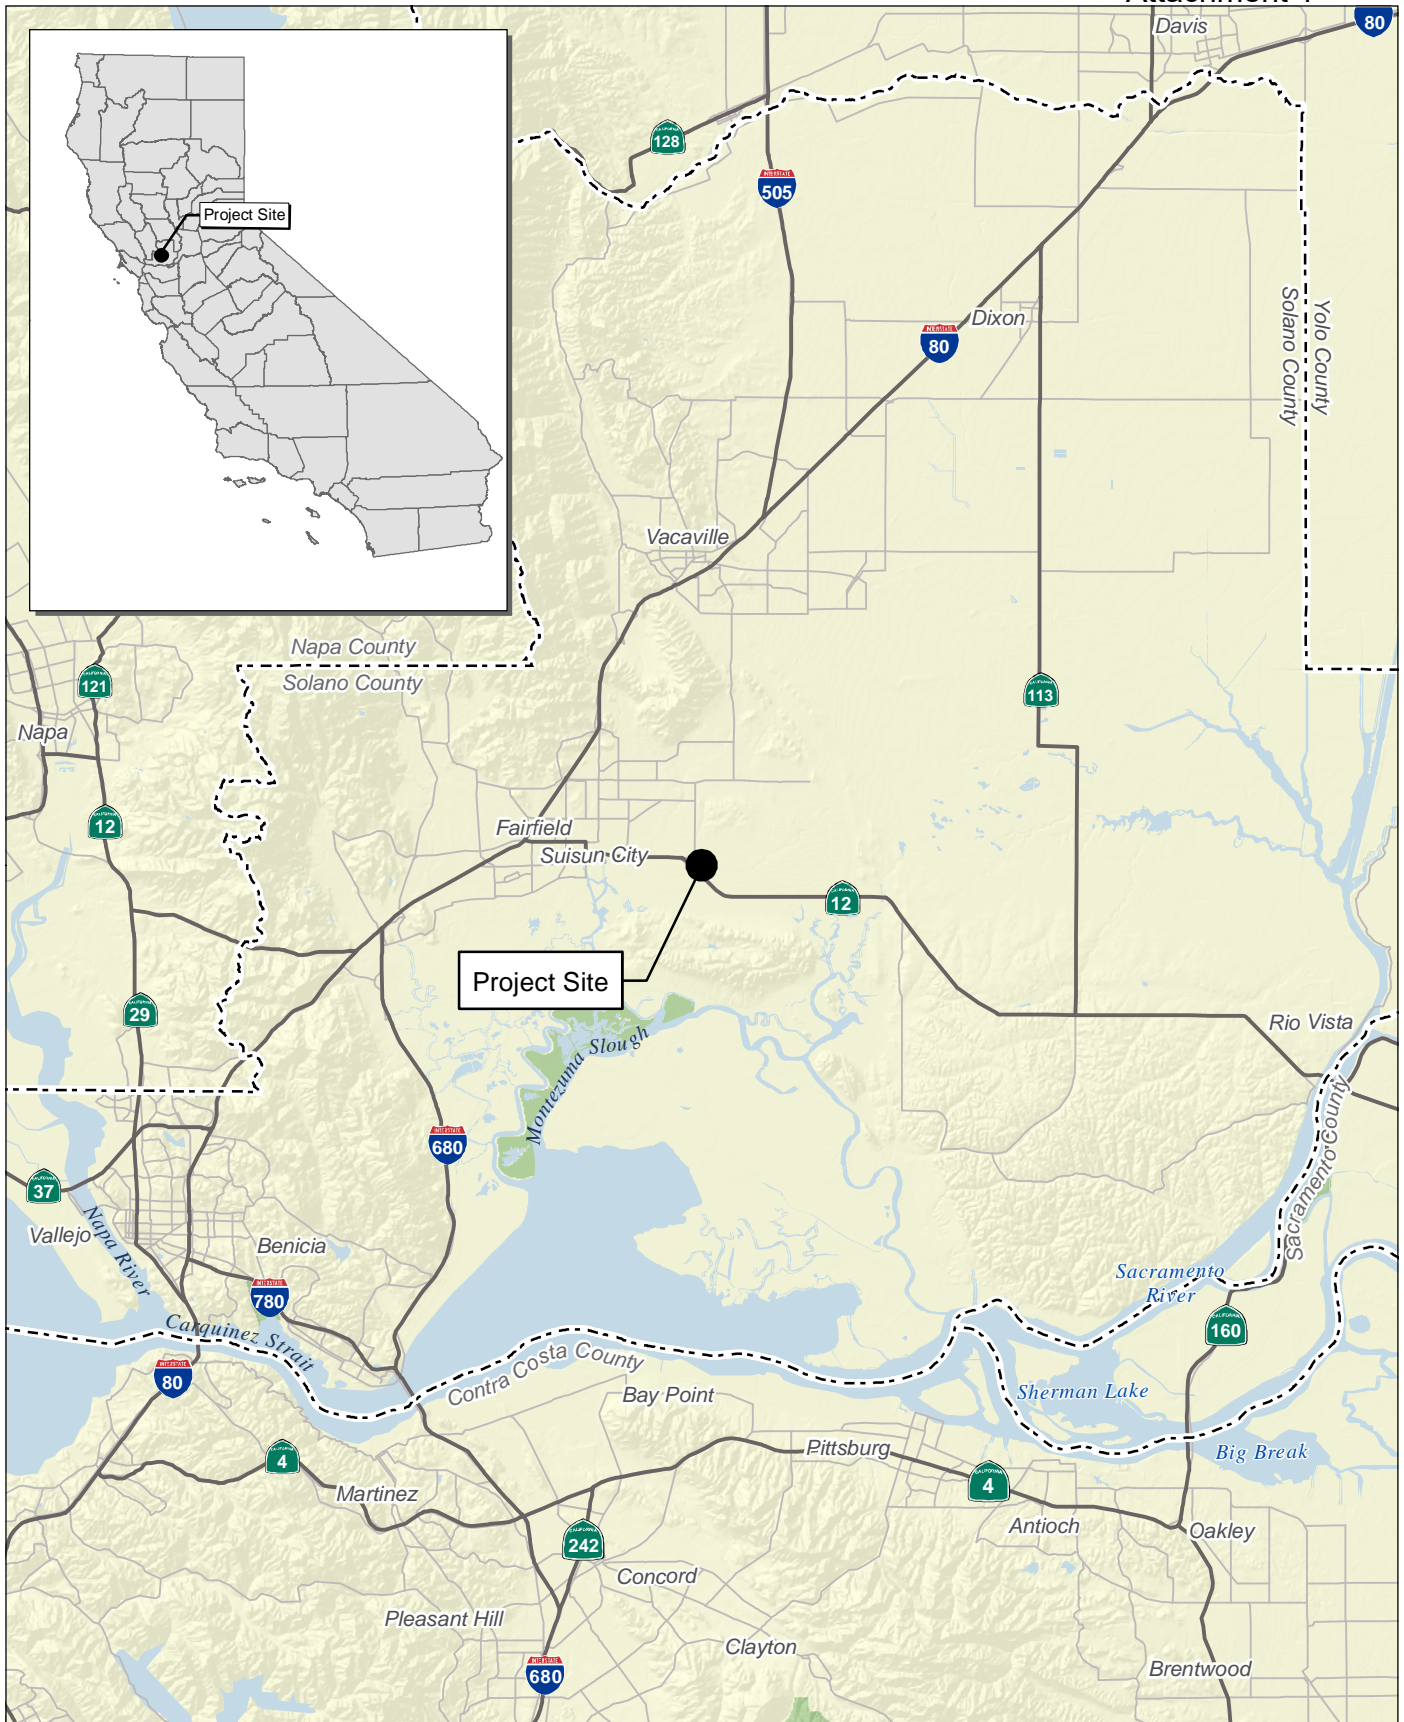 Davis
80
128
505
Project Site
Dixon
80
Yolo County
Solano County
Vacaville
Napa County
Solano County
121
113
Napa
12
Fairfield
Suisun City
12
Project Site
29
Rio Vista
Montezuma Slough
680
Sacramento County
37
Vallejo
Napa River
Benicia
780
Sacramento
River
Carquinez Strait
160
Contra Costa County
80
Bay Point
Sherman Lake
Pittsburg
Big Break
4
4
Martinez
Antioch
Oakley
242
Concord
Pleasant Hill
Clayton
680
Brentwood